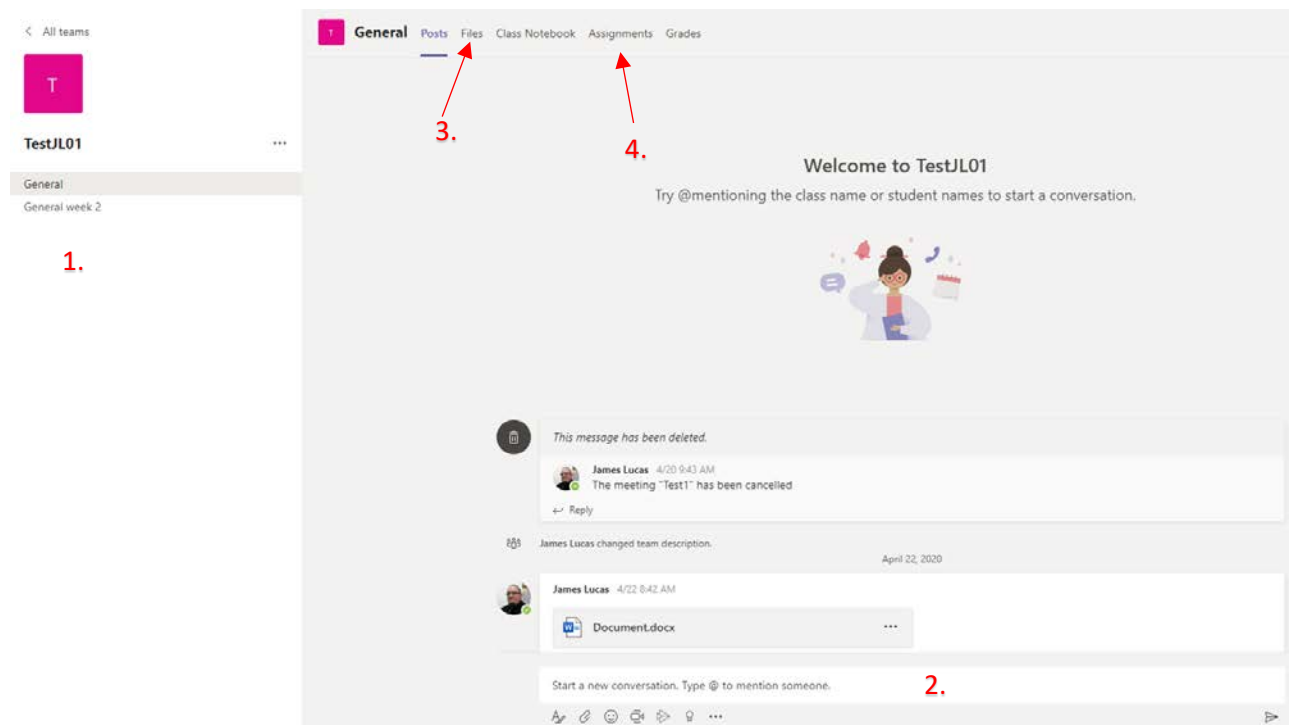 All teams
T
TestJL01
...
General
General week 2
1.
T General Posts Files Class Notebook Assignments Grades
3.
4.
Welcome to TestJL01
Try @mentioning the class name or student names to start a conversation.
This message has been deleted.
James Lucas 4/20 9:43 AM
The meeting "Test1" has been cancelled
Reply
James Lucas changed team description.
April 22, 2020
James Lucas 4/22 8:42 AM
Document.docx ...
Start a new conversation. Type @ to mention someone.
2.
...